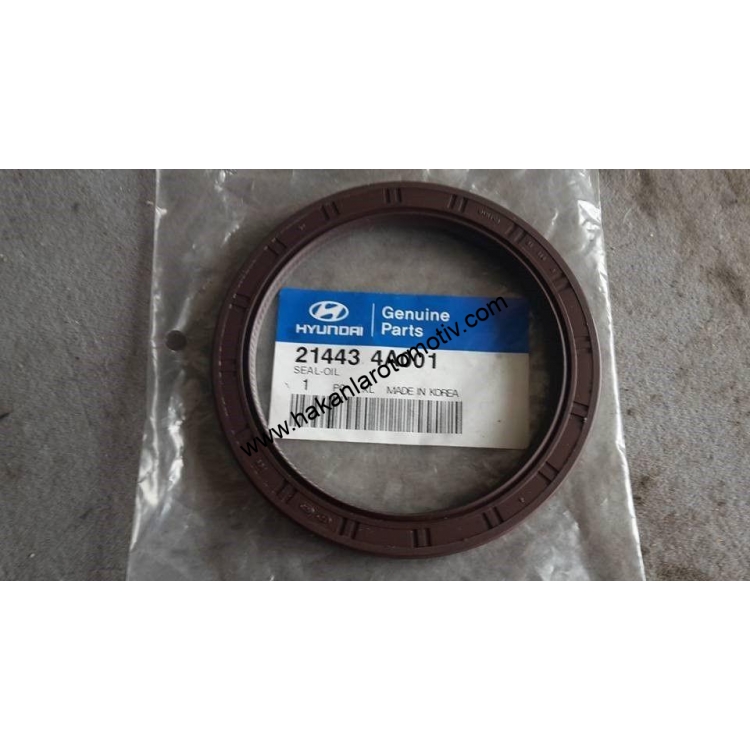 HYUNDAI
Genuine
Parts
21443 4A001
SEAL-OIL
1
MADE IN KOREA
www.hakanlarotomotiv.com